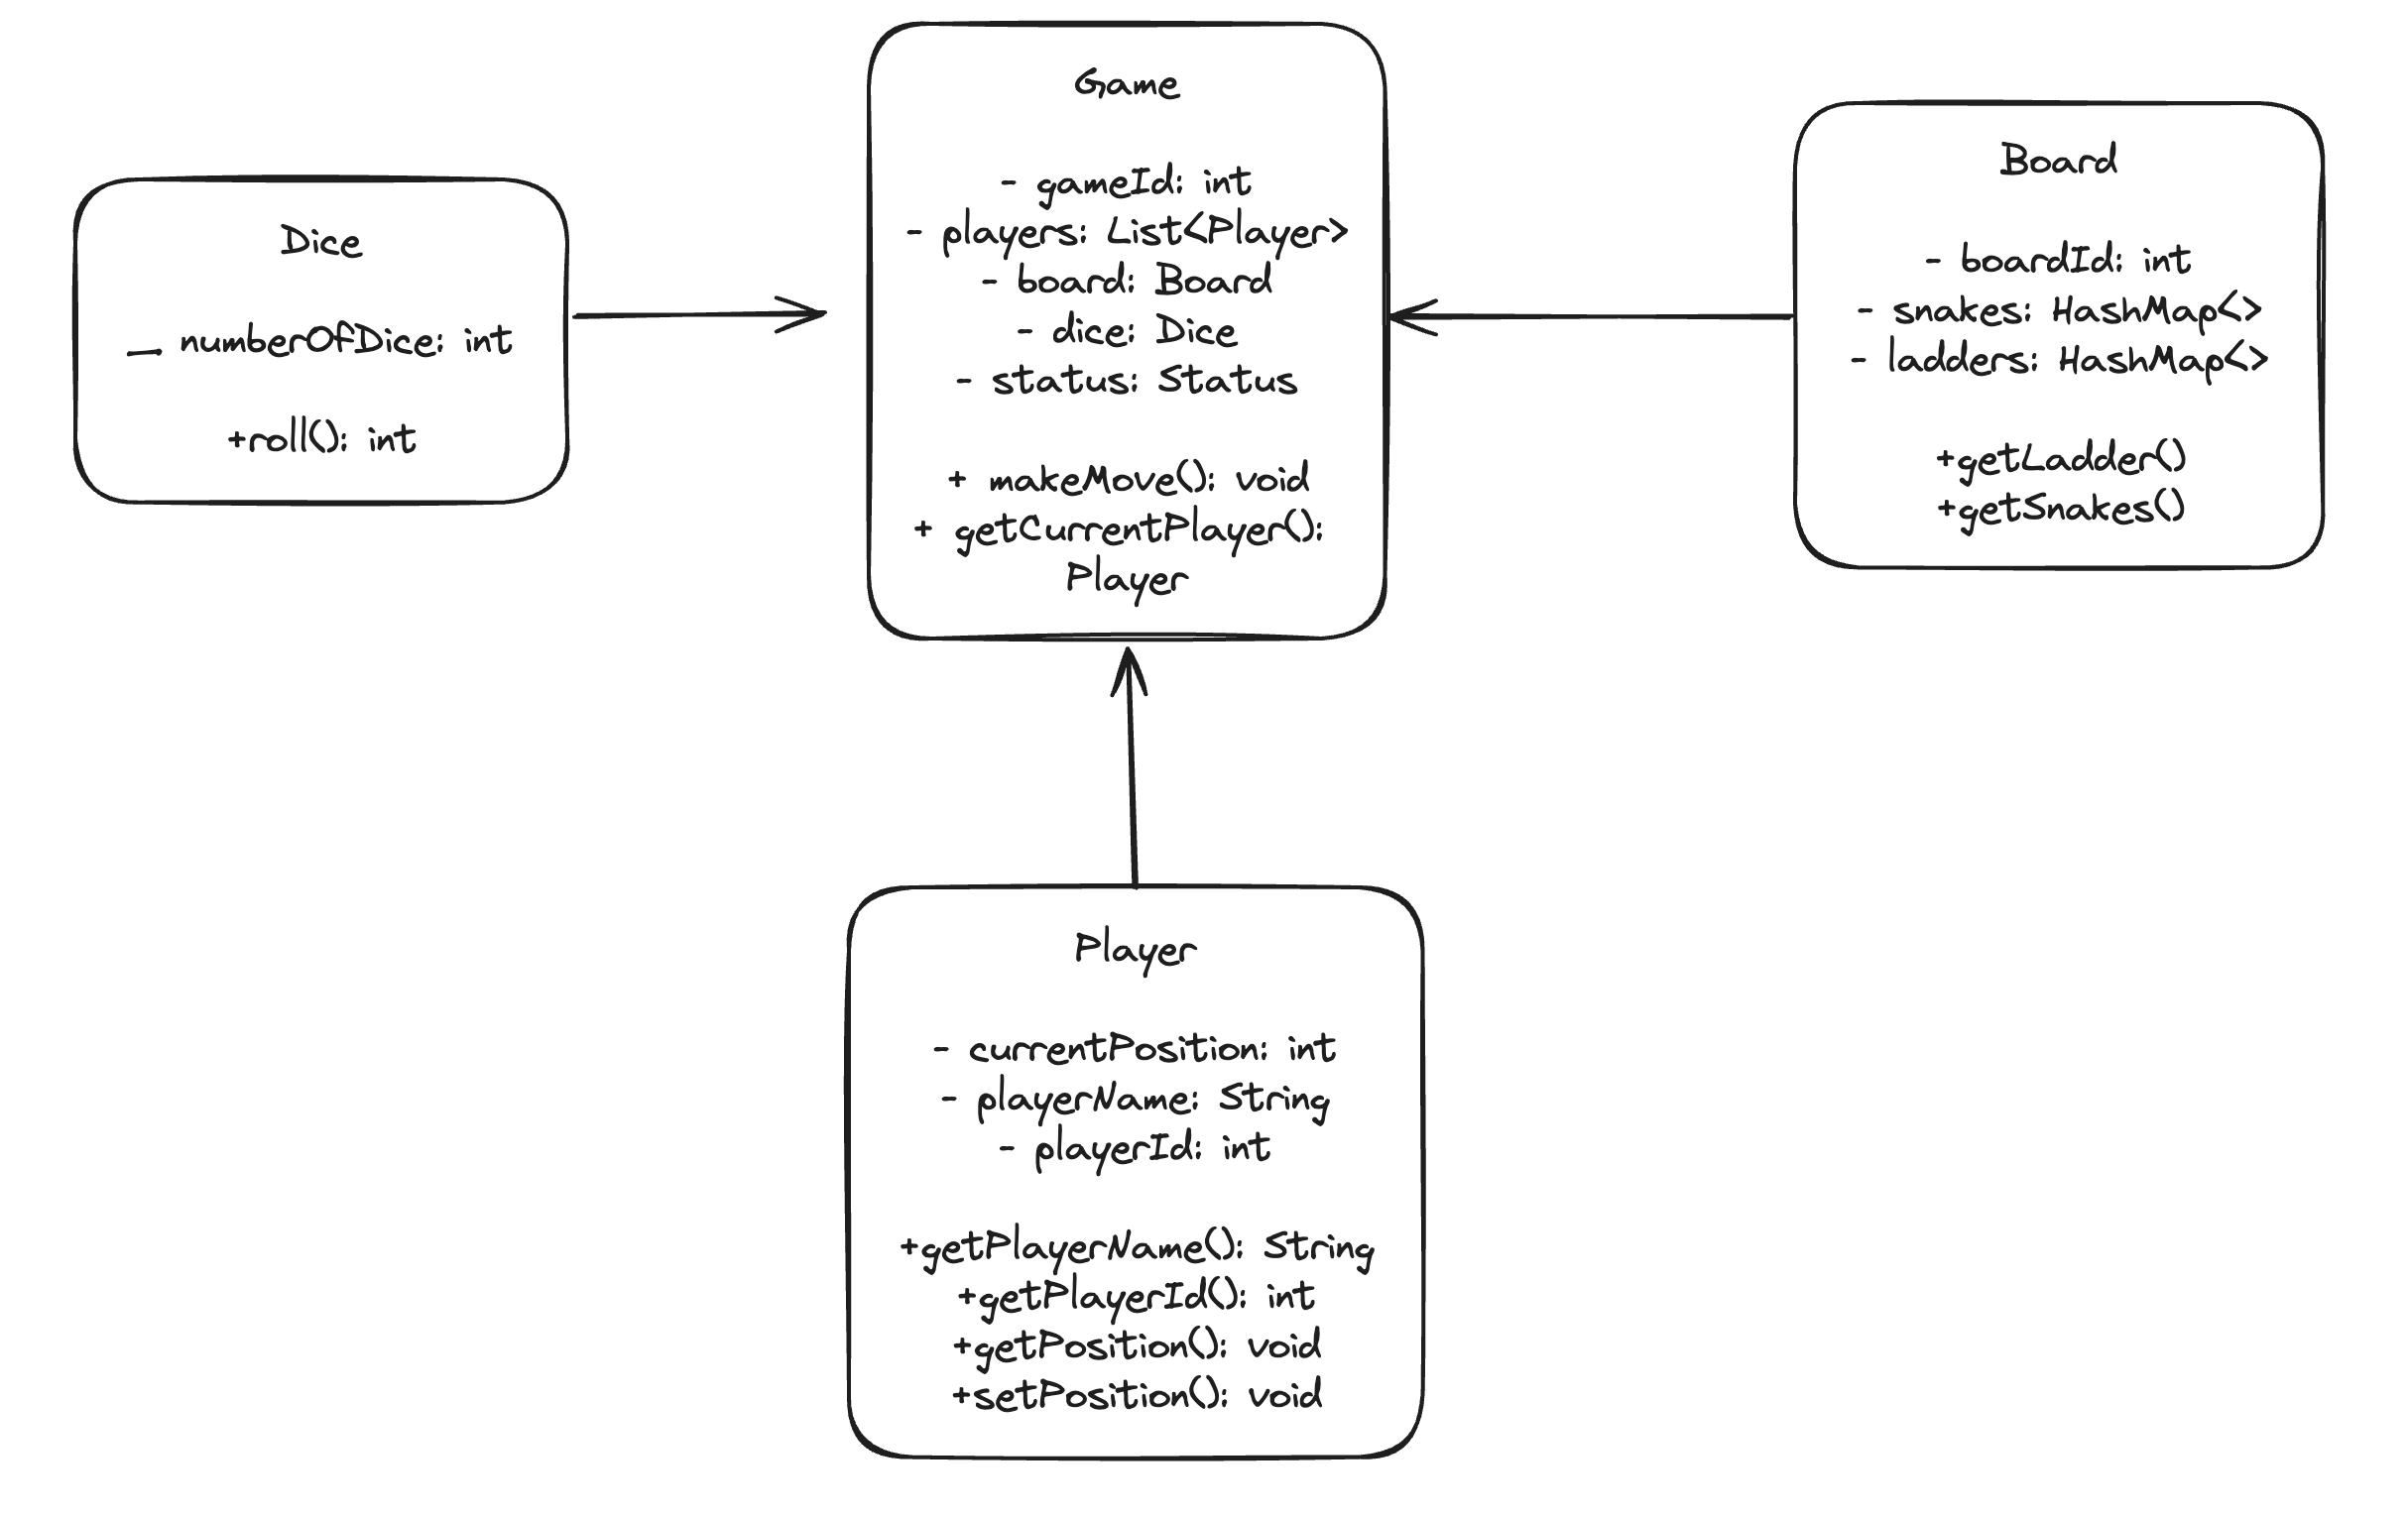 Game
- gameId: int
- players: List<Player>
- board: Board
- dice: Dice
- status: Status
+ makeMove(): void
+ getCurrentPlayer():
Player
Dice
- numberOfDice: int
+roll(): int
Board
- boardId: int
- snakes: HashMap<>
- ladders: HashMap<>
+getLadder()
+getSnakes()
Player
- currentPosition: int
- playerName: String
- playerId: int
+getPlayerName(): String
+getPlayerId(): int
+getPosition(): void
+setPosition(): void